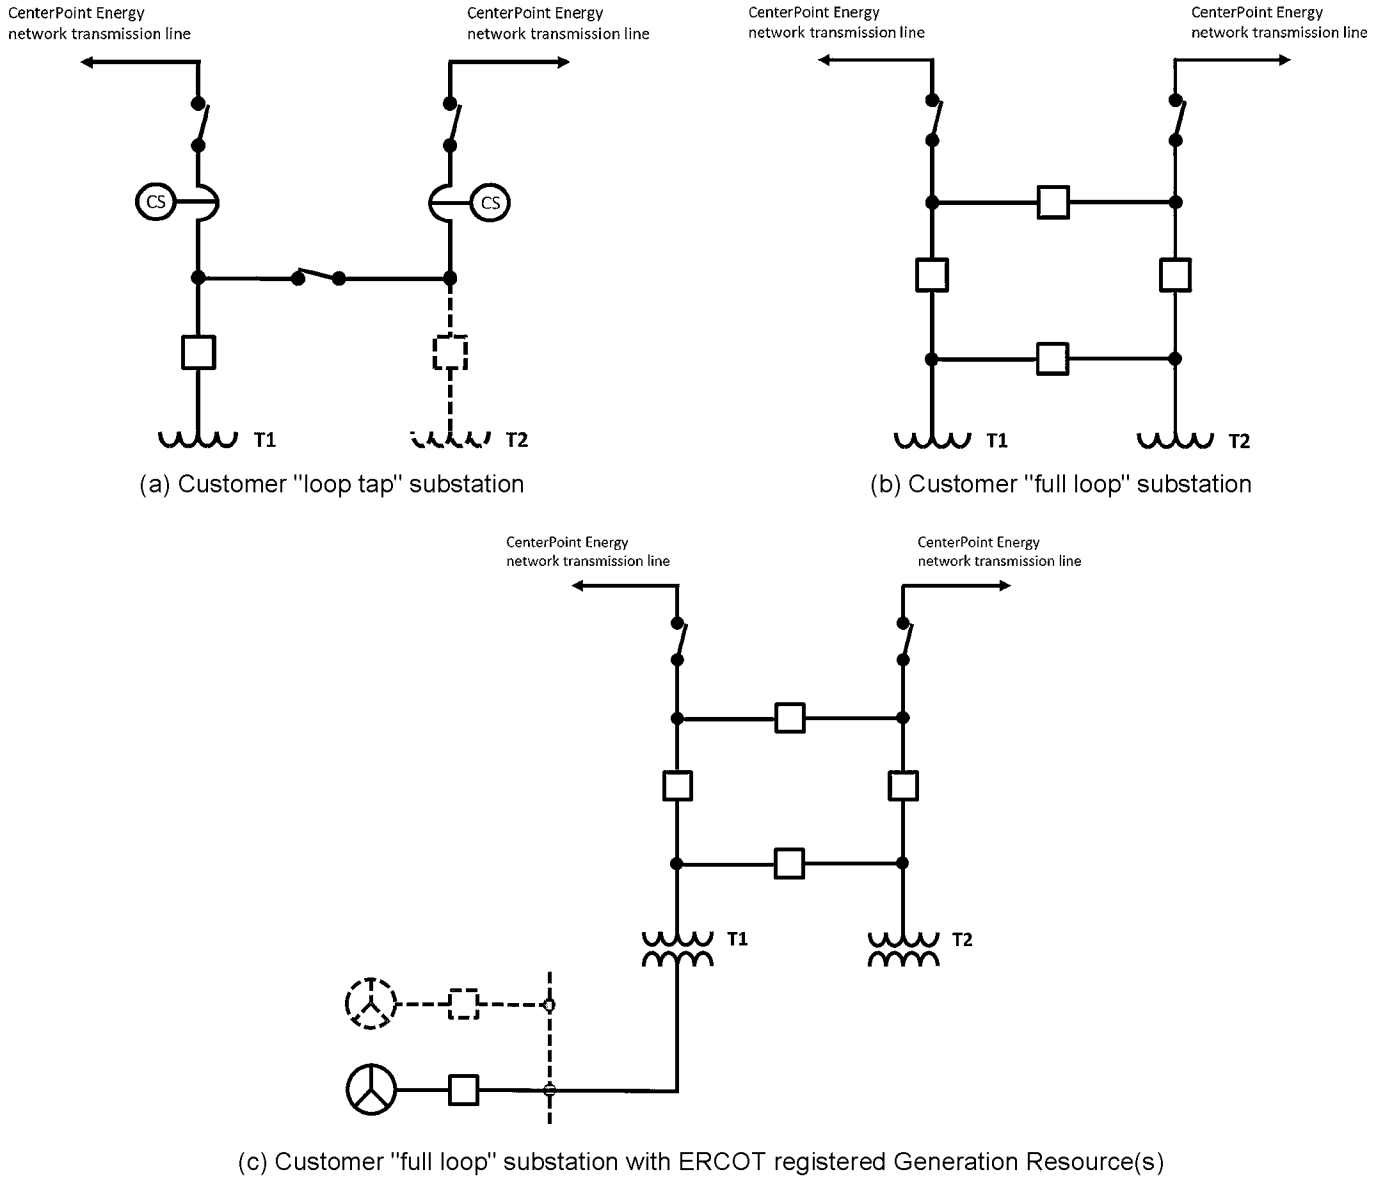 CenterPoint Energy
network transmission line
CenterPoint Energy
network transmission line
CS
CS
T1
T2
(a) Customer "loop tap" substation
CenterPoint Energy
network transmission line
CenterPoint Energy
network transmission line
T1
T2
(b) Customer "full loop" substation
CenterPoint Energy
network transmission line
CenterPoint Energy
network transmission line
T1
T2
(c) Customer "full loop" substation with ERCOT registered Generation Resource(s)